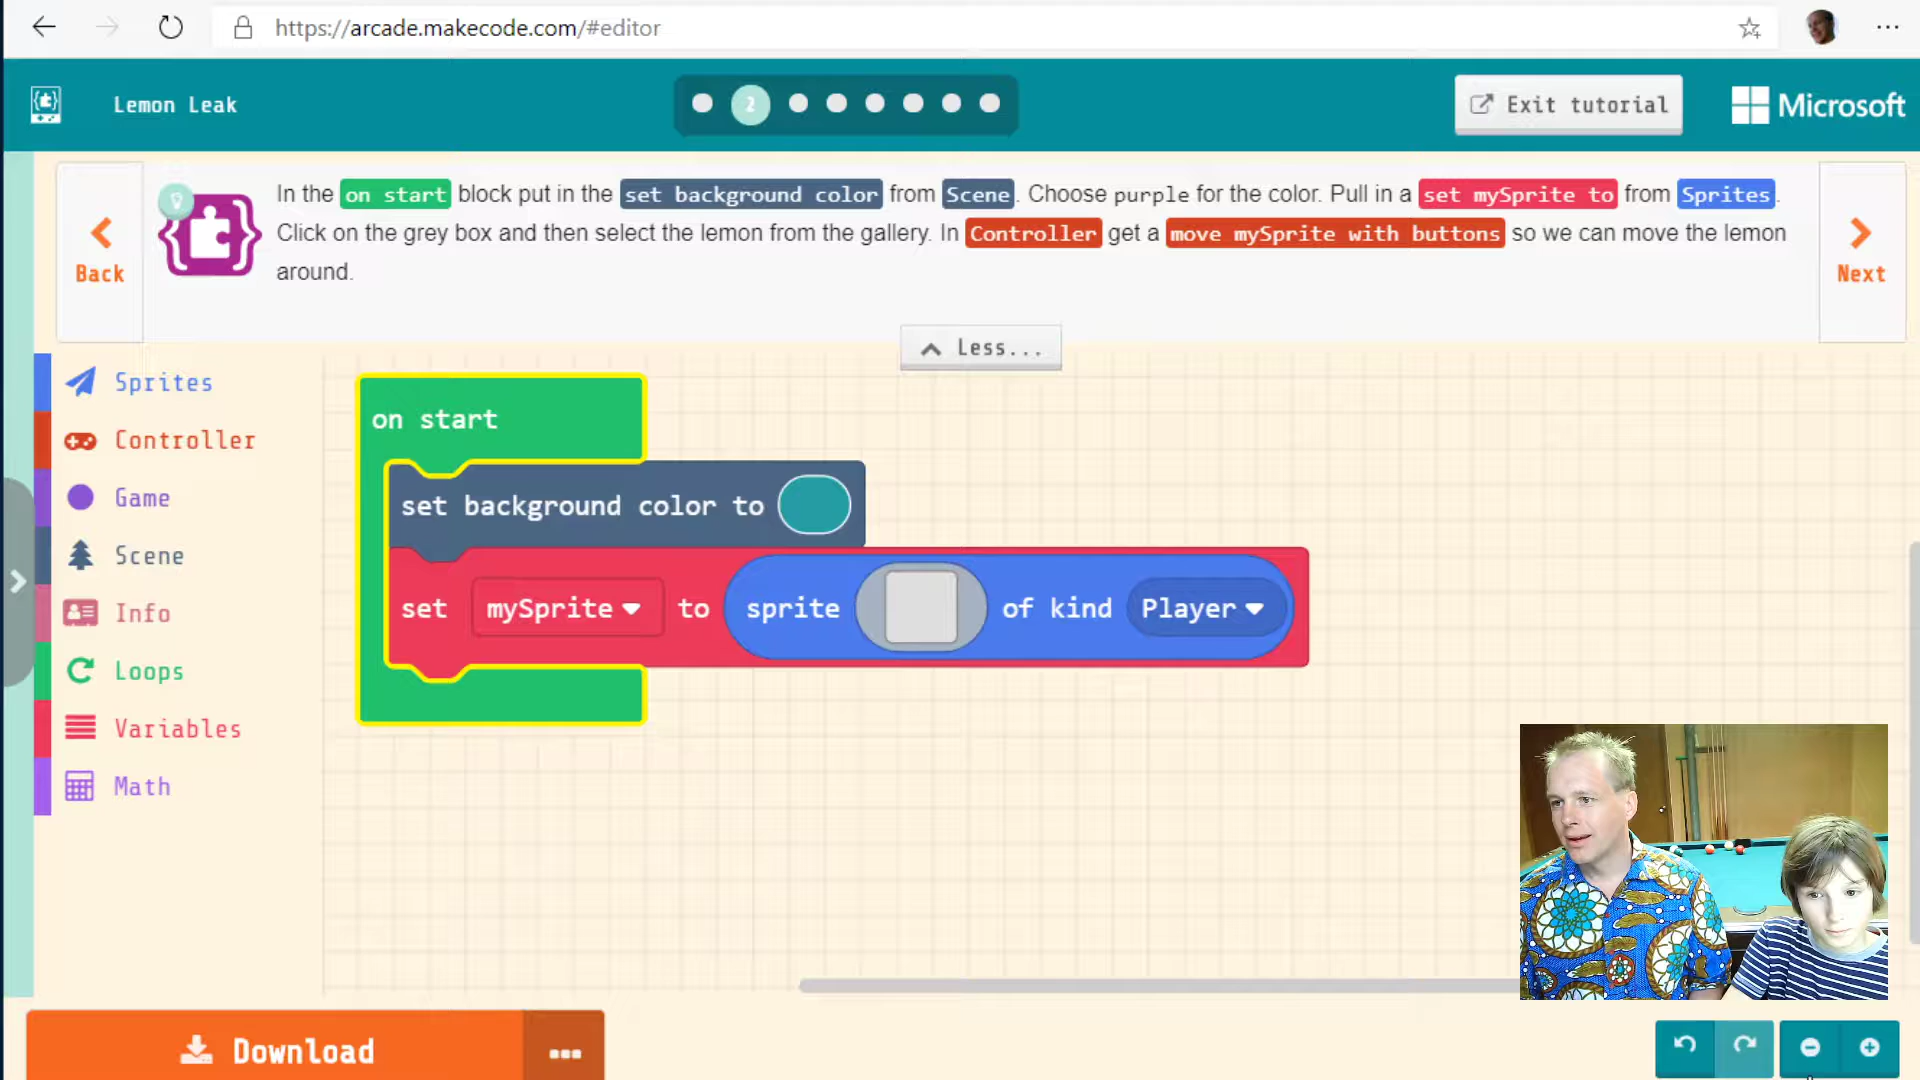 https://arcade.makecode.com/#editor
Lemon Leak
2
Exit tutorial
Microsoft
Back
In the on start block put in the set background color from Scene. Choose purple for the color. Pull in a set mySprite to from Sprites.
Click on the grey box and then select the lemon from the gallery. In Controller get a move mySprite with buttons so we can move the lemon
around.
Next
Less...
Sprites
Controller
Game
Scene
Info
Loops
Variables
Math
on start
set background color to
set mySprite to sprite of kind Player
Download